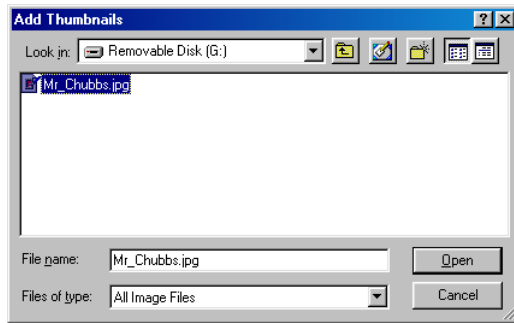 Add Thumbnails
Look in: Removable Disk (G:)
Mr_Chubbs.jpg
File name: Mr_Chubbs.jpg Open
Files of type: All Image Files Cancel